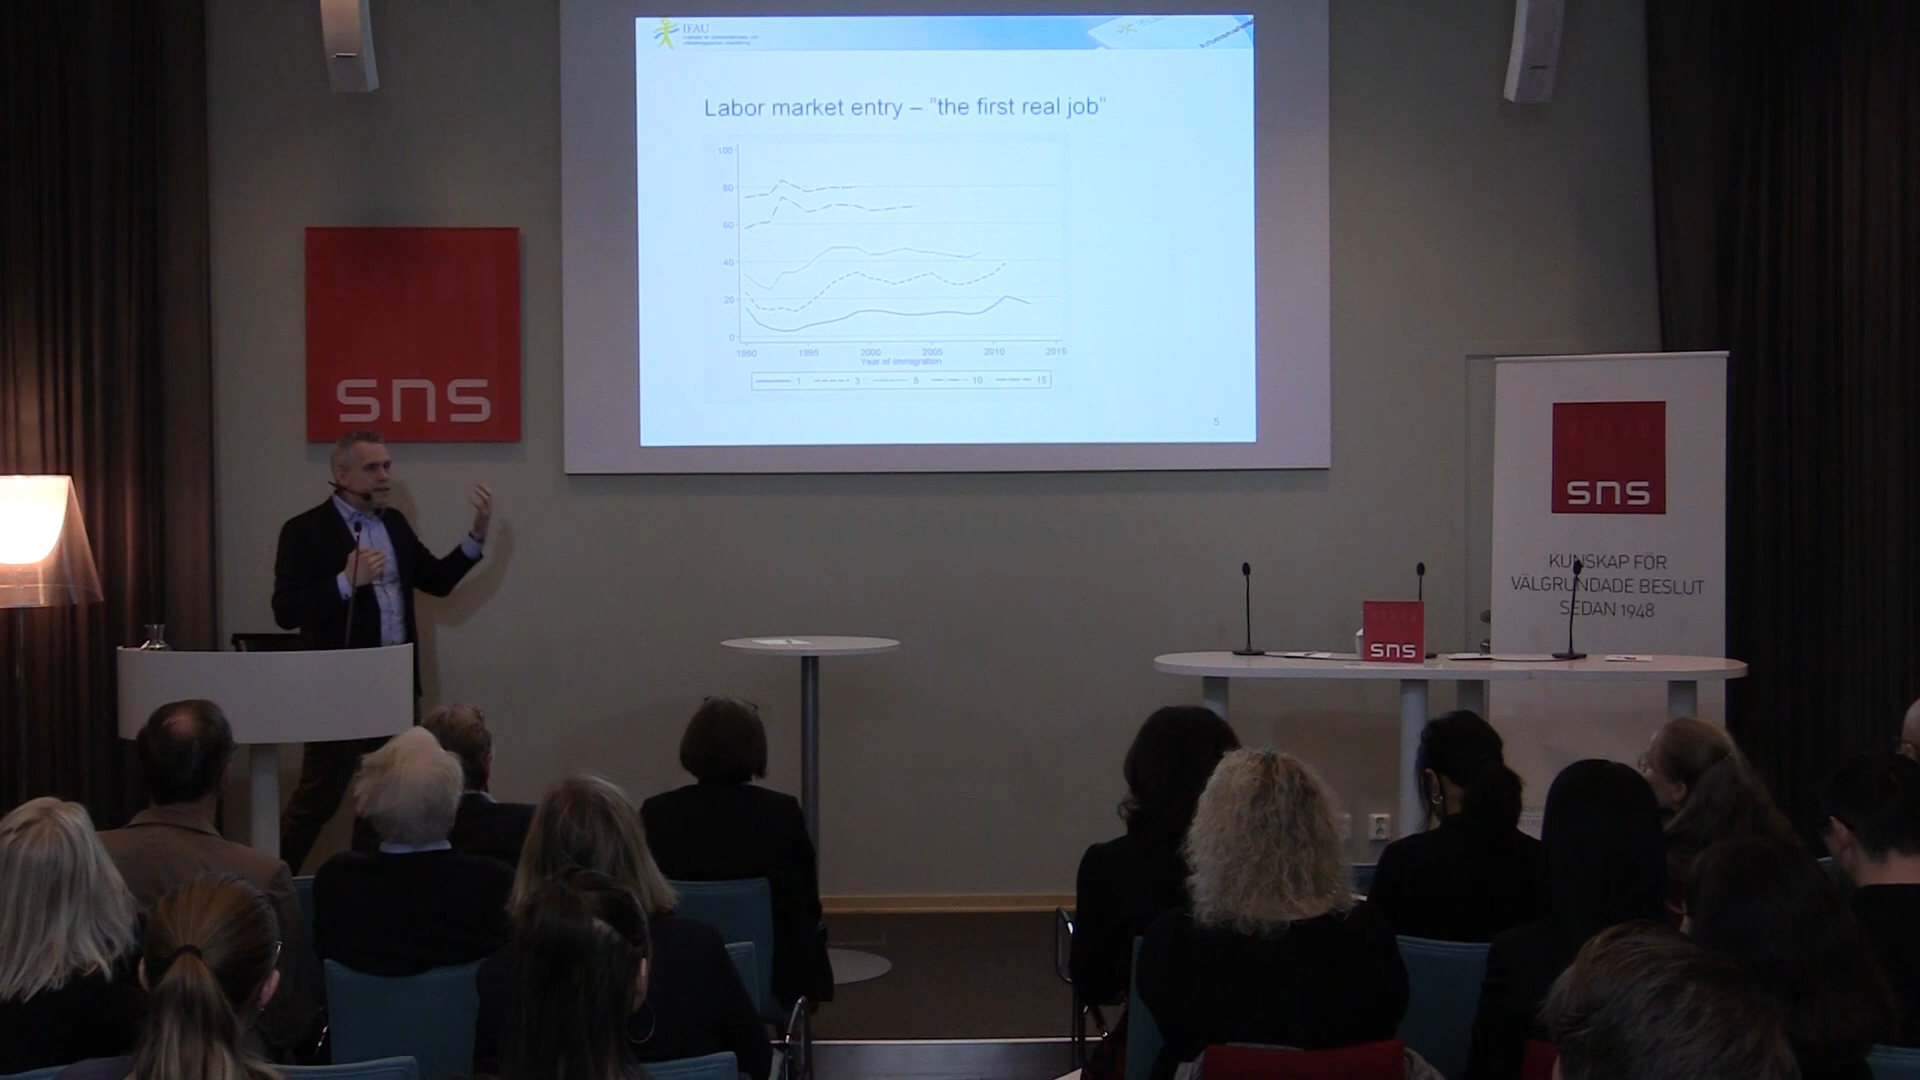 IFAU
Labor market entry – "the first real job"
100
80
60
40
20
0
1990 1995 2000 2005 2010 2015
Year of immigration
1 3 5 10 15
5
sns
sns
KUNSKAP FÖR
VÄLGRUNDADE BESLUT
SEDAN 1948
sns